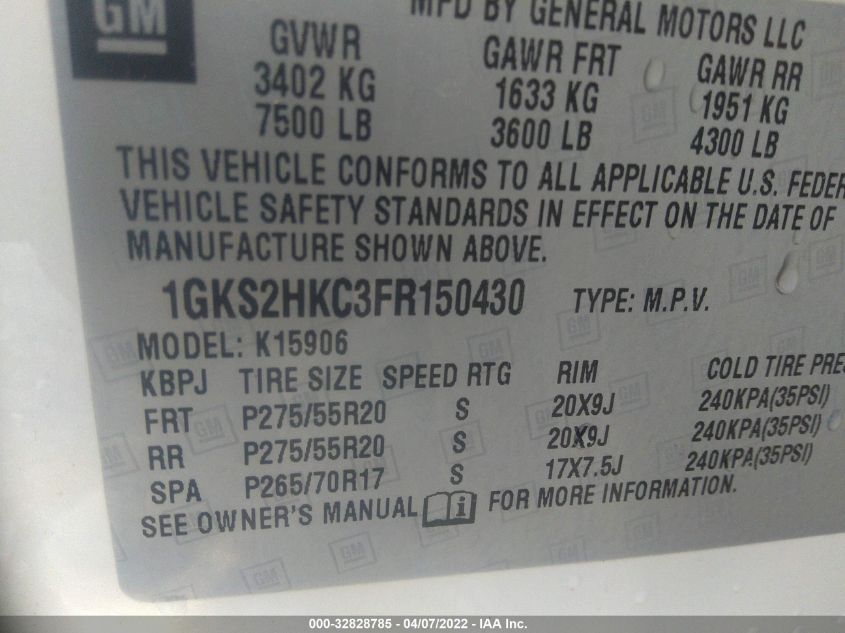 GM
MFD BY GENERAL MOTORS LLC
GVWR GAWR FRT GAWR RR
3402 KG 1633 KG 1951 KG
7500 LB 3600 LB 4300 LB
THIS VEHICLE CONFORMS TO ALL APPLICABLE U.S. FEDER
VEHICLE SAFETY STANDARDS IN EFFECT ON THE DATE OF
MANUFACTURE SHOWN ABOVE.
1GKS2HKC3FR150430 TYPE: M.P.V.
MODEL: K15906
KBPJ TIRE SIZE SPEED RTG RIM COLD TIRE PRE
FRT P275/55R20 S 20X9J 240KPA(35PSI)
RR P275/55R20 S 20X9J 240KPA(35PSI)
SPA P265/70R17 S 17X7.5J 240KPA(35PSI)
SEE OWNER'S MANUAL i FOR MORE INFORMATION.
000-32828785 - 04/07/2022 - IAA Inc.